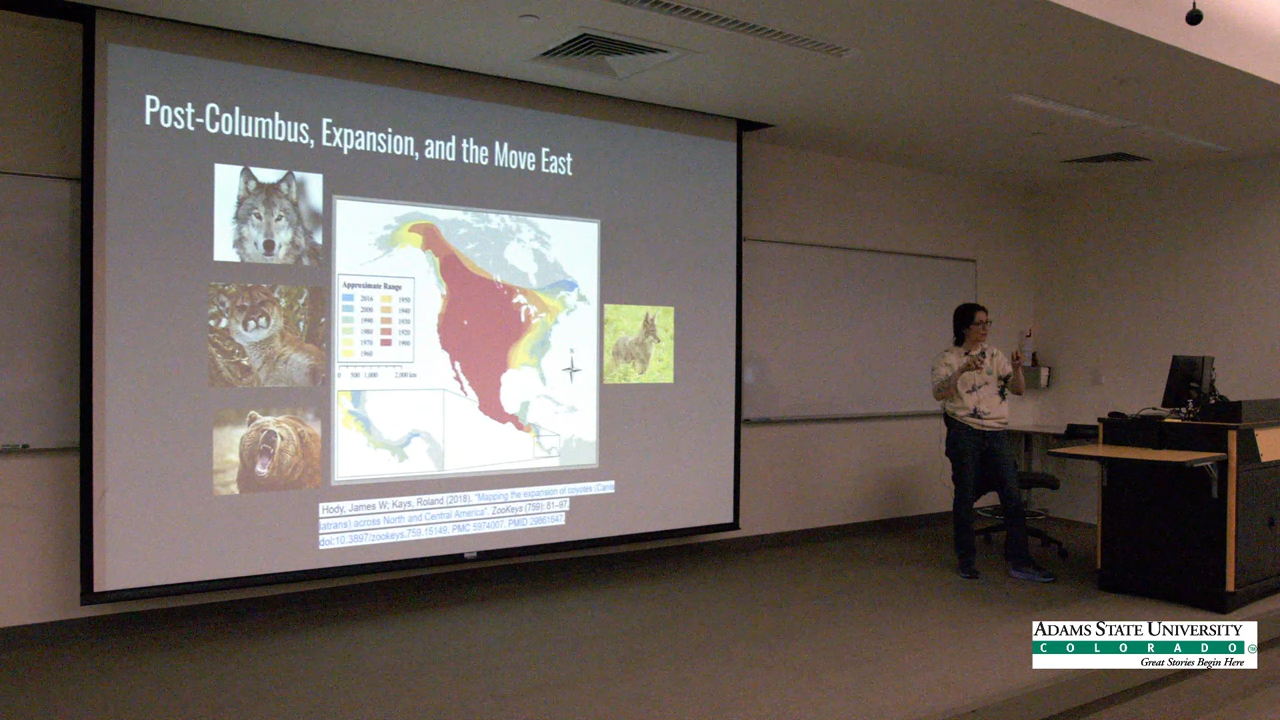 Post-Columbus, Expansion, and the Move East
Approximate Range
2016 1950
2000 1940
1990 1930
1980 1920
1970 1900
1960
0 500 1,000 2,000 km
N
Hody, James W; Kays, Roland (2018). "Mapping the expansion of coyotes (Canis
latrans) across North and Central America". ZooKeys (759): 81–97.
doi:10.3897/zookeys.759.15149. PMC 5974007. PMID 29861647.
ADAMS STATE UNIVERSITY
COLORADO
Great Stories Begin Here